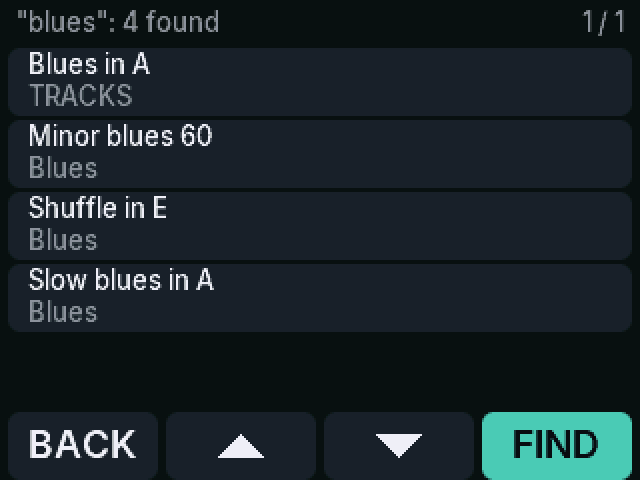 "blues": 4 found
1/1
Blues in A
TRACKS
Minor blues 60
Blues
Shuffle in E
Blues
Slow blues in A
Blues
BACK
FIND